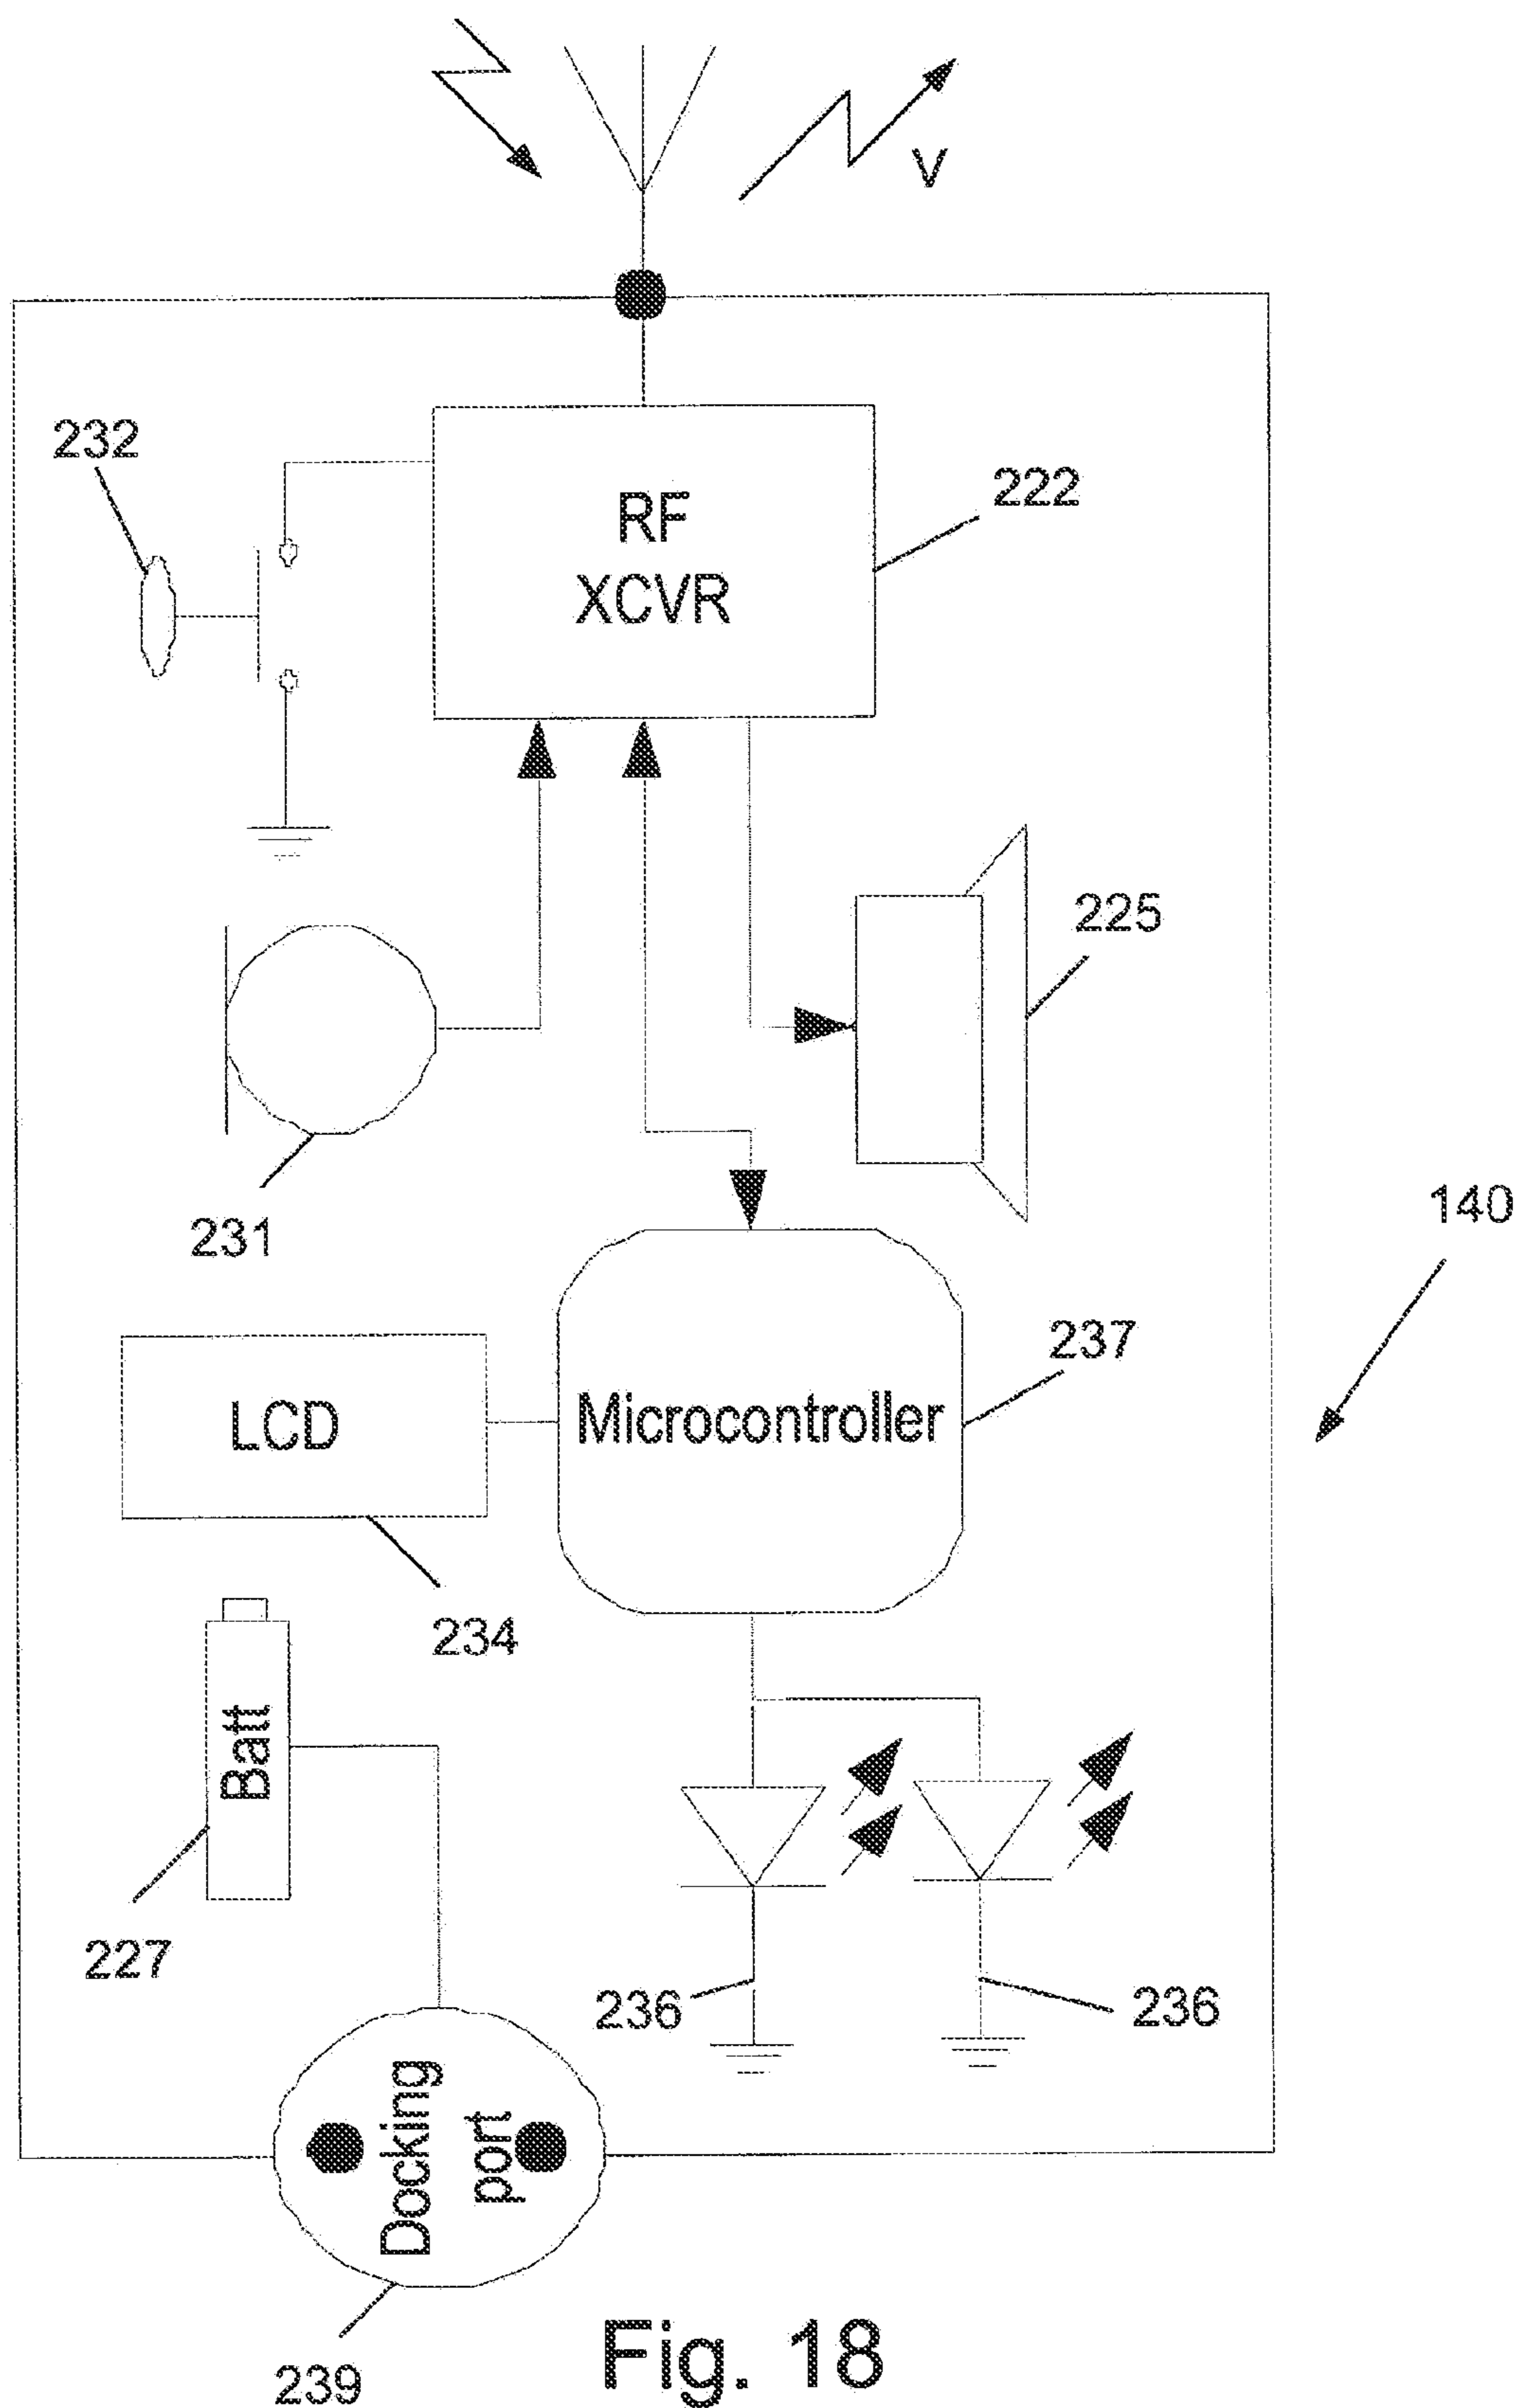 V
232
RF
XCVR
222
225
231
140
237
LCD
Microcontroller
234
Batt
227
236
236
Docking
port
239
Fig. 18